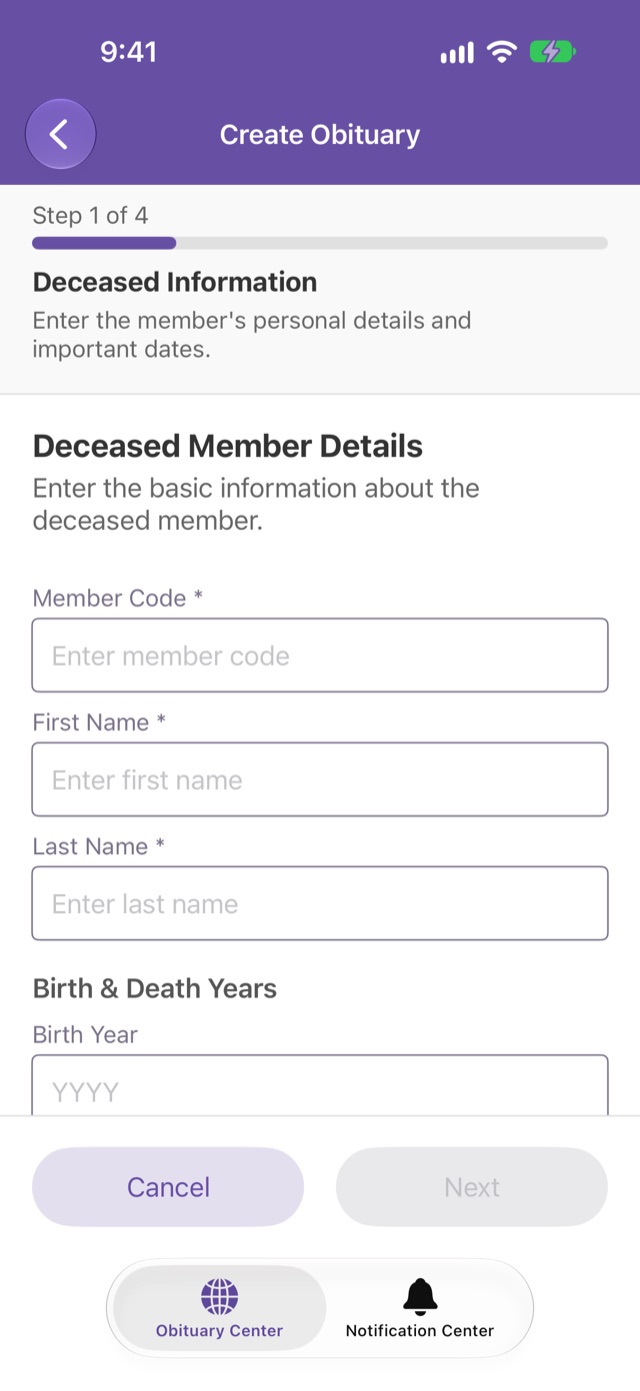 9:41
Create Obituary
Step 1 of 4
Deceased Information
Enter the member's personal details and
important dates.
Deceased Member Details
Enter the basic information about the
deceased member.
Member Code *
Enter member code
First Name *
Enter first name
Last Name *
Enter last name
Birth & Death Years
Birth Year
YYYY
Cancel
Next
Obituary Center
Notification Center